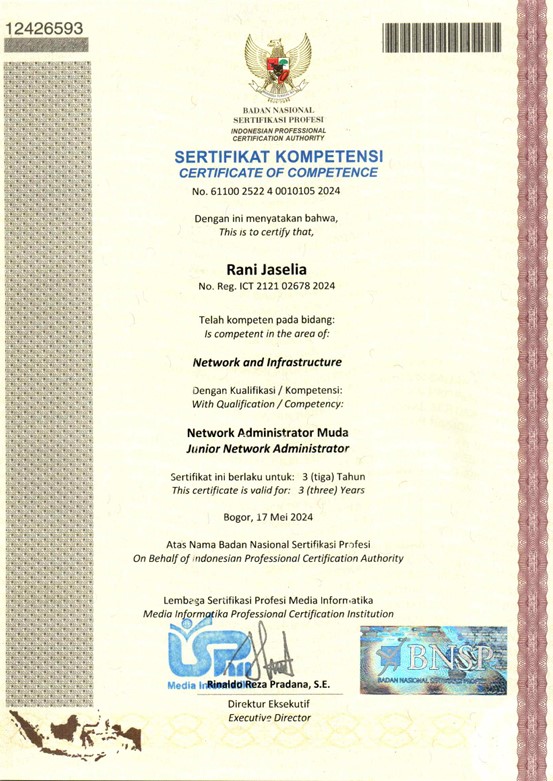 12426593
BADAN NASIONAL
SERTIFIKASI PROFESI
INDONESIAN PROFESSIONAL
CERTIFICATION AUTHORITY
SERTIFIKAT KOMPETENSI
CERTIFICATE OF COMPETENCE
No. 61100 2522 4 0010105 2024
Dengan ini menyatakan bahwa,
This is to certify that,
Rani Jaselia
No. Reg. ICT 2121 02678 2024
Telah kompeten pada bidang:
Is competent in the area of:
Network and Infrastructure
Dengan Kualifikasi / Kompetensi:
With Qualification / Competency:
Network Administrator Muda
Junior Network Administrator
Sertifikat ini berlaku untuk: 3 (tiga) Tahun
This certificate is valid for: 3 (three) Years
Bogor, 17 Mei 2024
Atas Nama Badan Nasional Sertifikasi Profesi
On Behalf of Indonesian Professional Certification Authority
Lembaga Sertifikasi Profesi Media Informatika
Media Informatika Professional Certification Institution
BNSP
BADAN NASIONAL SERTIFIKASI PROFESI
Media
Rinaldo Reza Pradana, S.E.
Direktur Eksekutif
Executive Director